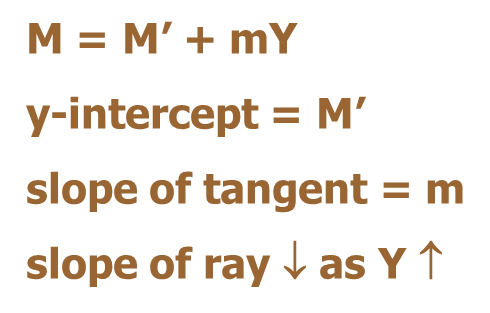 M = M′ + mY
y-intercept = M′
slope of tangent = m
slope of ray ↓ as Y ↑